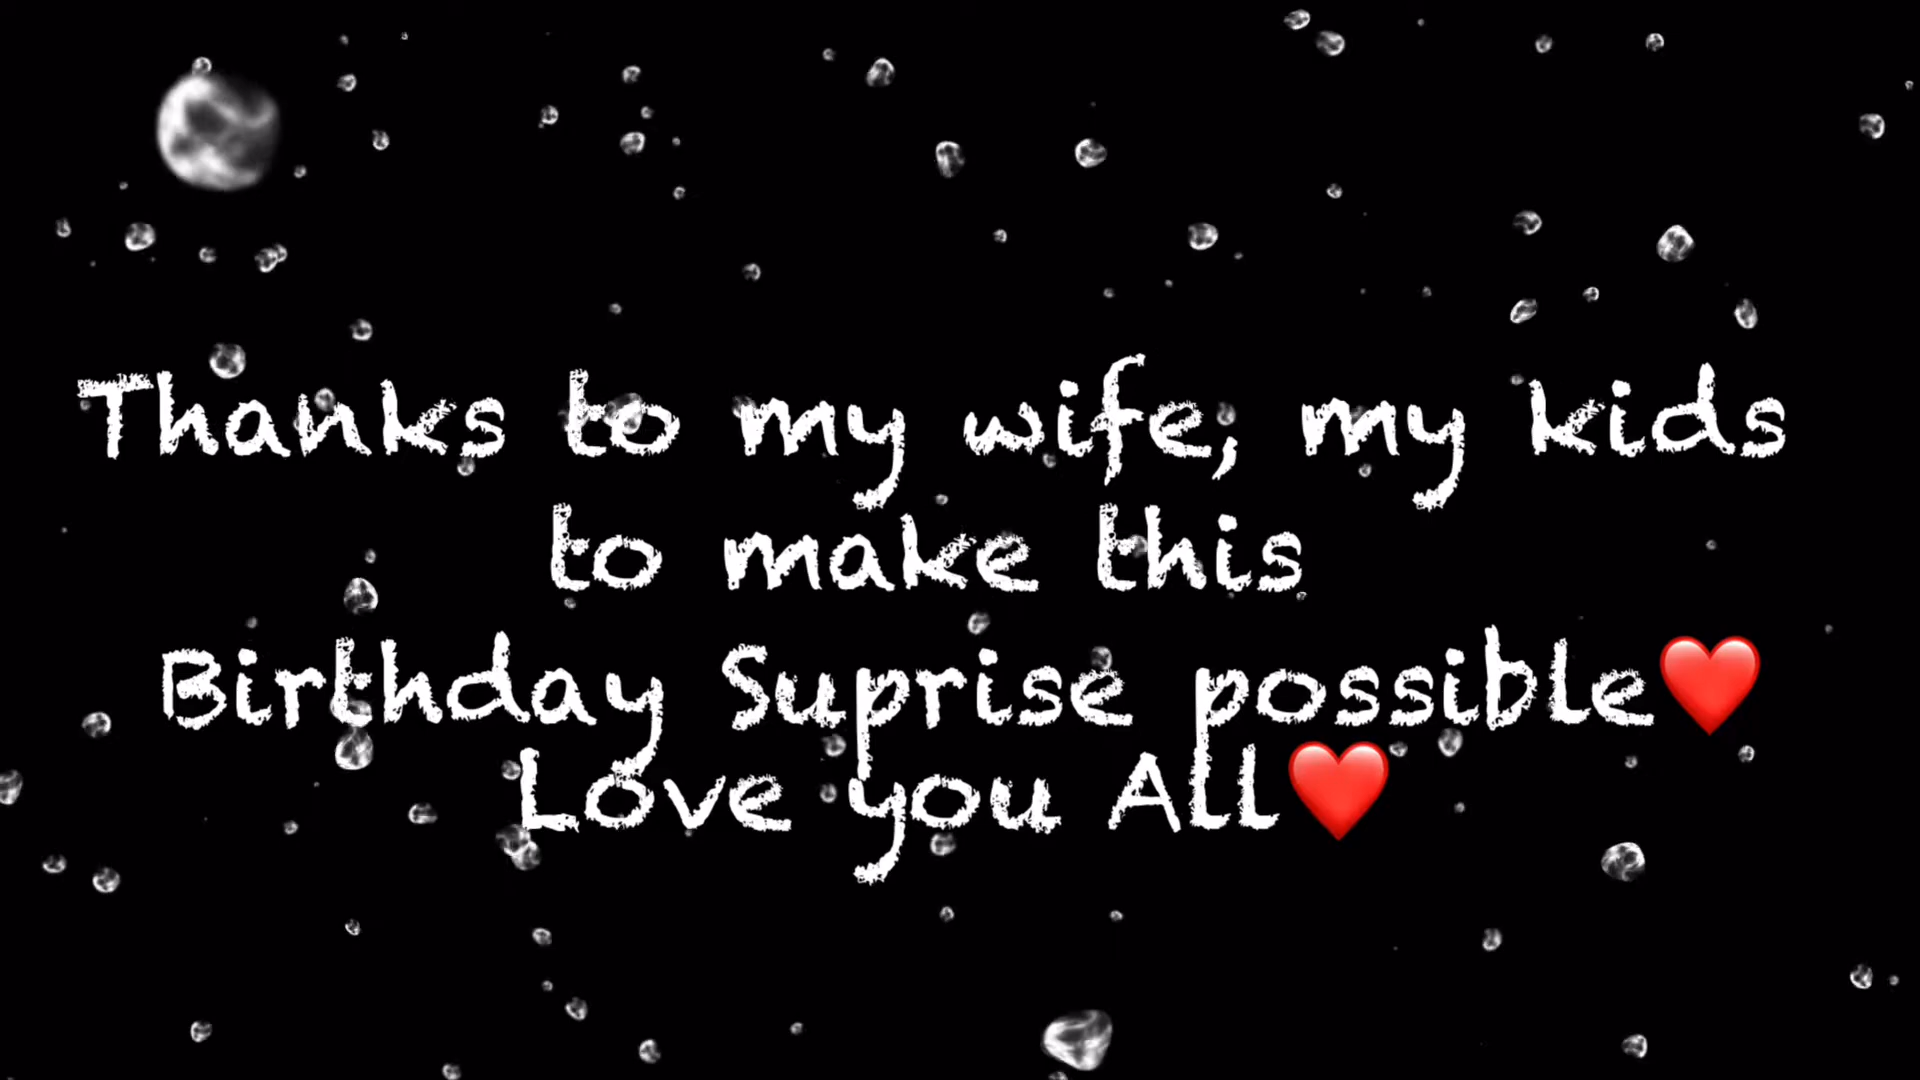 Thanks to my wife, my kids
to make this
Birthday Suprise possible❤️
Love you All❤️